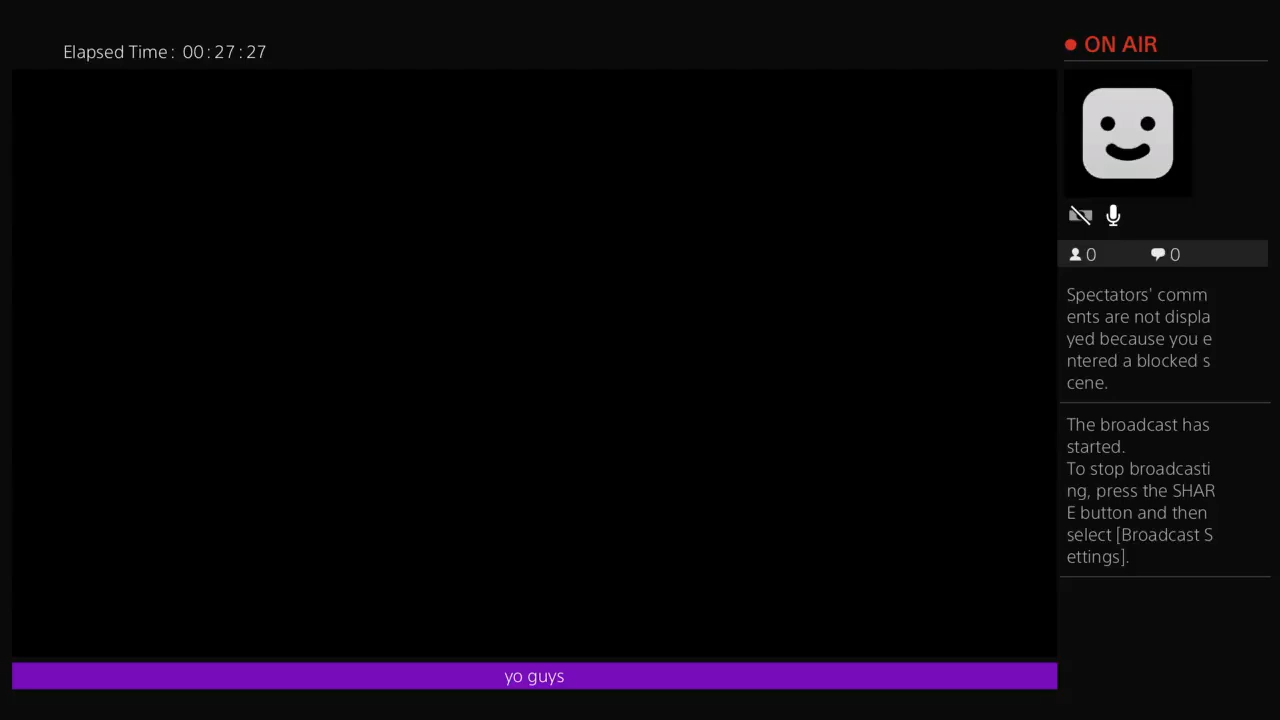 Elapsed Time: 00:27:27
ON AIR
0 0
Spectators' comm
ents are not displa
yed because you e
ntered a blocked s
cene.
The broadcast has
started.
To stop broadcasti
ng, press the SHAR
E button and then
select [Broadcast S
ettings].
yo guys